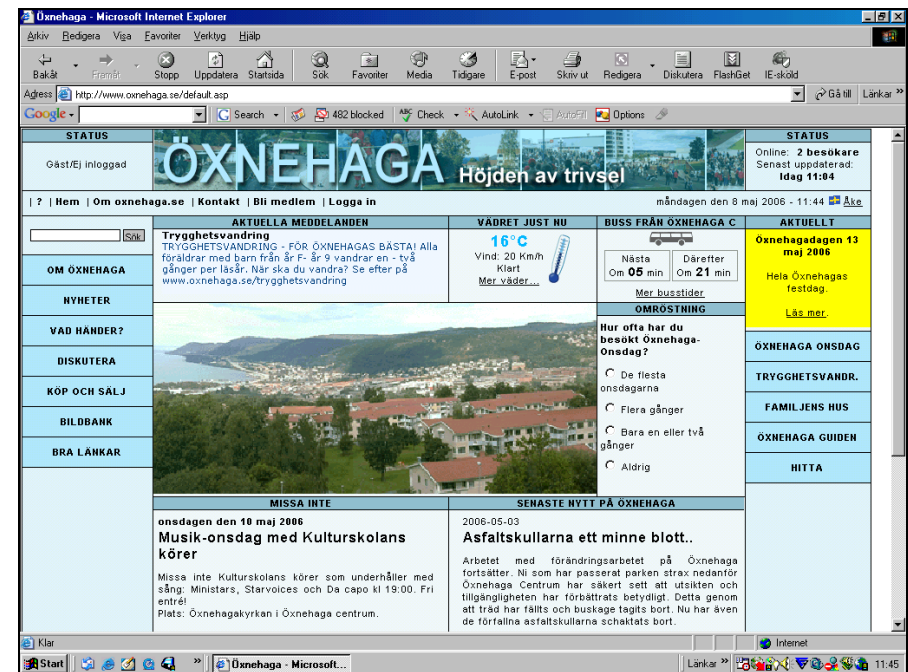 Öxnehaga - Microsoft Internet Explorer
Arkiv Redigera Visa Favoriter Verktyg Hjälp
Bakåt Framåt Stopp Uppdatera Startsida Sök Favoriter Media Tidigare E-post Skriv ut Redigera Diskutera FlashGet IE-sköld
Adress http://www.oxnehaga.se/default.asp Gå till Länkar »
Google Search 482 blocked Check AutoLink AutoFill Options
STATUS
Gäst/Ej inloggad
ÖXNEHAGA Höjden av trivsel
STATUS
Online: 2 besökare
Senast uppdaterad:
Idag 11:04
| ? | Hem | Om oxnehaga.se | Kontakt | Bli medlem | Logga in
måndagen den 8 maj 2006 - 11:44 Åke
Sök
OM ÖXNEHAGA
NYHETER
VAD HÄNDER?
DISKUTERA
KÖP OCH SÄLJ
BILDBANK
BRA LÄNKAR
AKTUELLA MEDDELANDEN
Trygghetsvandring
TRYGGHETSVANDRING - FÖR ÖXNEHAGAS BÄSTA! Alla
föräldrar med barn från år F- år 9 vandrar en - två
gånger per läsår. När ska du vandra? Se efter på
www.oxnehaga.se/trygghetsvandring
VÄDRET JUST NU
16°C
Vind: 20 Km/h
Klart
Mer väder...
BUSS FRÅN ÖXNEHAGA C
Nästa
Om 05 min
Därefter
Om 21 min
Mer busstider
OMRÖSTNING
Hur ofta har du
besökt Öxnehaga-
Onsdag?
De flesta
onsdagarna
Flera gånger
Bara en eller två
gånger
Aldrig
AKTUELLT
Öxnehagadagen 13
maj 2006
Hela Öxnehagas
festdag.
Läs mer.
ÖXNEHAGA ONSDAG
TRYGGHETSVANDR.
FAMILJENS HUS
ÖXNEHAGA GUIDEN
HITTA
MISSA INTE
onsdagen den 10 maj 2006
Musik-onsdag med Kulturskolans
körer
Missa inte Kulturskolans körer som underhåller med
sång: Ministars, Starvoices och Da capo kl 19:00. Fri
entré!
Plats: Öxnehagakyrkan i Öxnehaga centrum.
SENASTE NYTT PÅ ÖXNEHAGA
2006-05-03
Asfaltskullarna ett minne blott..
Arbetet med förändringsarbetet på Öxnehaga
fortsätter. Ni som har passerat parken strax nedanför
Öxnehaga Centrum har säkert sett att utsikten och
tillgängligheten har förbättrats betydligt. Detta genom
att träd har fällts och buskage tagits bort. Nu har även
de förfallna asfaltskullarna schaktats bort.
Klar Internet
Start » Öxnehaga - Microsoft... Länkar » 11:45